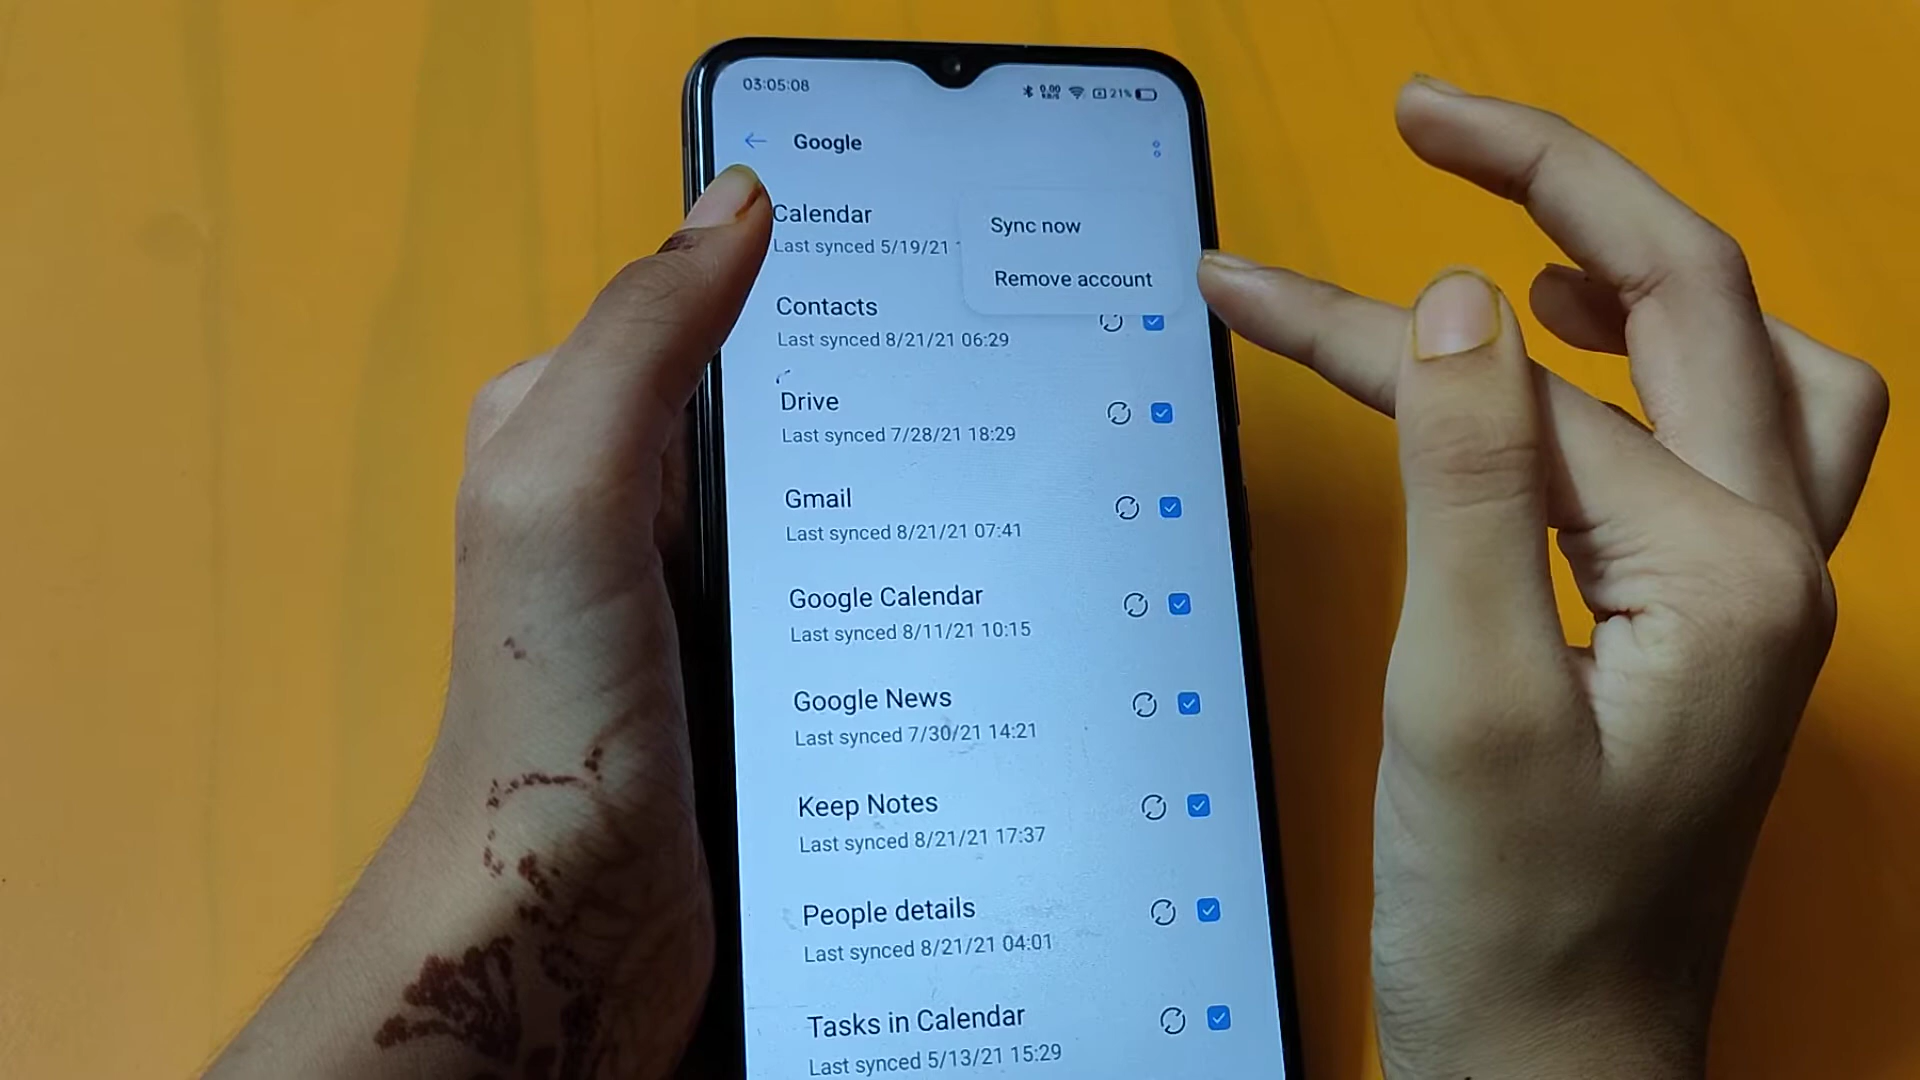 03:05:08
0.00
21%
Google
Sync now
Remove account
Calendar
Last synced 5/19/21
Contacts
Last synced 8/21/21 06:29
Drive
Last synced 7/28/21 18:29
Gmail
Last synced 8/21/21 07:41
Google Calendar
Last synced 8/11/21 10:15
Google News
Last synced 7/30/21 14:21
Keep Notes
Last synced 8/21/21 17:37
People details
Last synced 8/21/21 04:01
Tasks in Calendar
Last synced 5/13/21 15:29